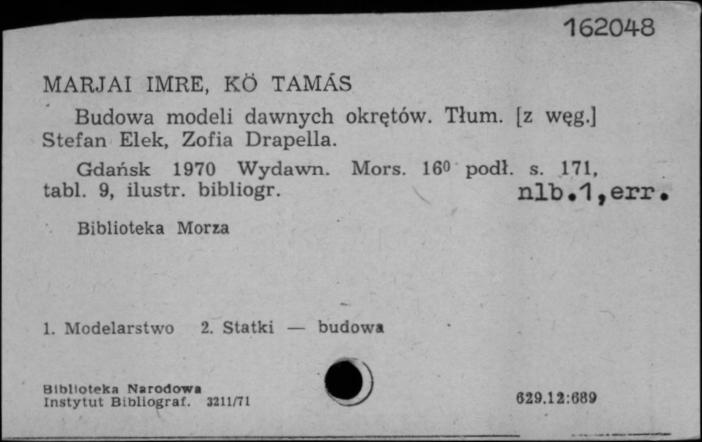 162048
MARJAI IMRE, KÖ TAMÁS
Budowa modeli dawnych okrętów. Tłum. [z węg.]
Stefan Elek, Zofia Drapella.
Gdańsk 1970 Wydawn. Mors. 16⁰ podł. s. 171,
tabl. 9, ilustr. bibliogr. nlb.1,err.
Biblioteka Morza
1. Modelarstwo 2. Statki — budowa
Biblioteka Narodowa
Instytut Bibliograf. 3211/71
629.12:689